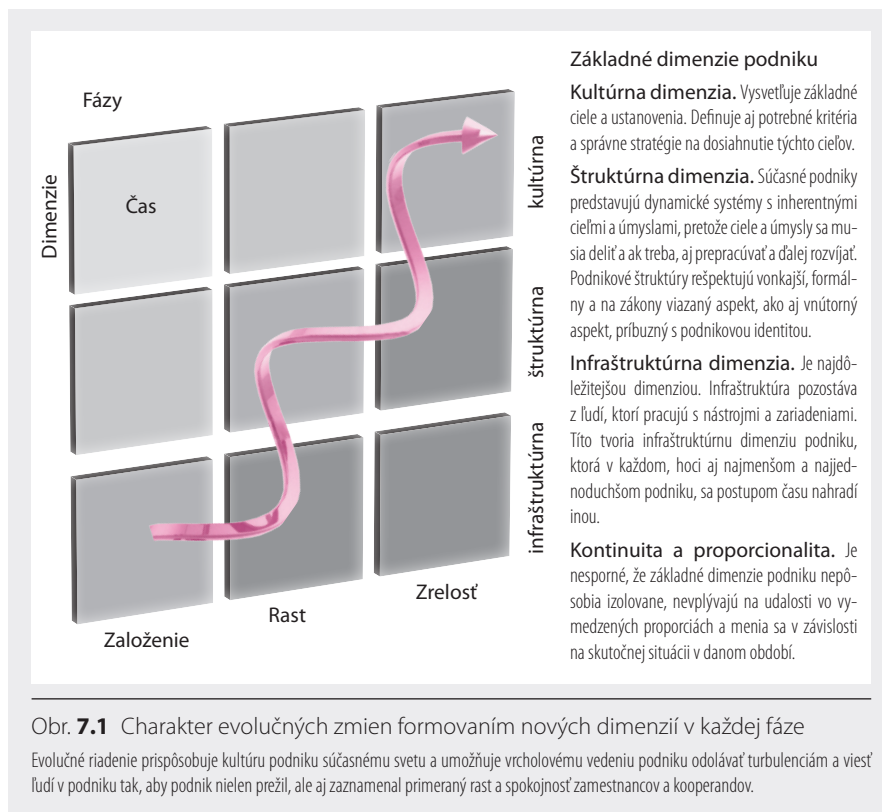 Fázy
Dimenzie
Čas
kultúrna
štruktúrna
infraštruktúrna
Založenie
Rast
Zrelosť
Základné dimenzie podniku
Kultúrna dimenzia. Vysvetľuje základné
ciele a ustanovenia. Definuje aj potrebné kritéria
a správne stratégie na dosiahnutie týchto cieľov.
Štruktúrna dimenzia. Súčasné podniky
predstavujú dynamické systémy s inherentnými
cieľmi a úmyslami, pretože ciele a úmysly sa mu-
sia deliť a ak treba, aj prepracúvať a ďalej rozvíjať.
Podnikové štruktúry rešpektujú vonkajší, formál-
ny a na zákony viazaný aspekt, ako aj vnútorný
aspekt, príbuzný s podnikovou identitou.
Infraštruktúrna dimenzia. Je najdô-
ležitejšou dimenziou. Infraštruktúra pozostáva
z ľudí, ktorí pracujú s nástrojmi a zariadeniami.
Títo tvoria infraštruktúrnu dimenziu podniku,
ktorá v každom, hoci aj najmenšom a najjed-
noduchšom podniku, sa postupom času nahradí
inou.
Kontinuita a proporcionalita. Je
nesporné, že základné dimenzie podniku nepô-
sobia izolovane, nevplývajú na udalosti vo vy-
medzených proporciách a menia sa v závislosti
na skutočnej situácii v danom období.
Obr. 7.1 Charakter evolučných zmien formovaním nových dimenzií v každej fáze
Evolučné riadenie prispôsobuje kultúru podniku súčasnému svetu a umožňuje vrcholovému vedeniu podniku odolávať turbulenciám a viesť
ľudí v podniku tak, aby podnik nielen prežil, ale aj zaznamenal primeraný rast a spokojnosť zamestnancov a kooperandov.